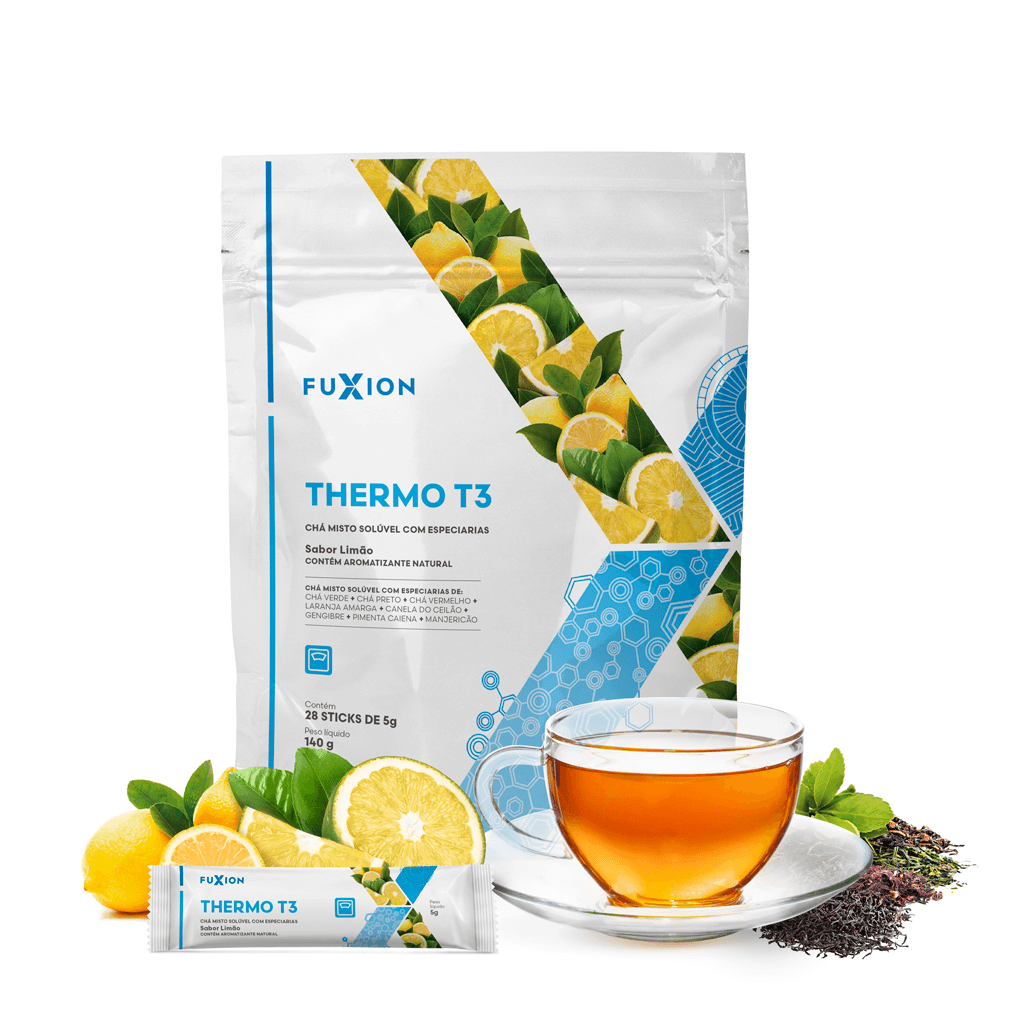 FUXION
THERMO T3
CHÁ MISTO SOLÚVEL COM ESPECIARIAS
Sabor Limão
CONTÉM AROMATIZANTE NATURAL
CHÁ MISTO SOLÚVEL COM ESPECIARIAS DE:
CHÁ VERDE + CHÁ PRETO + CHÁ VERMELHO +
LARANJA AMARGA + CANELA DO CEILÃO +
GENGIBRE + PIMENTA CAIENA + MANJERICÃO
Contém
28 STICKS DE 5g
Peso líquido
140 g
FUXION
THERMO T3
CHÁ MISTO SOLÚVEL COM ESPECIARIAS
Sabor Limão
CONTÉM AROMATIZANTE NATURAL
Peso
líquido
5g